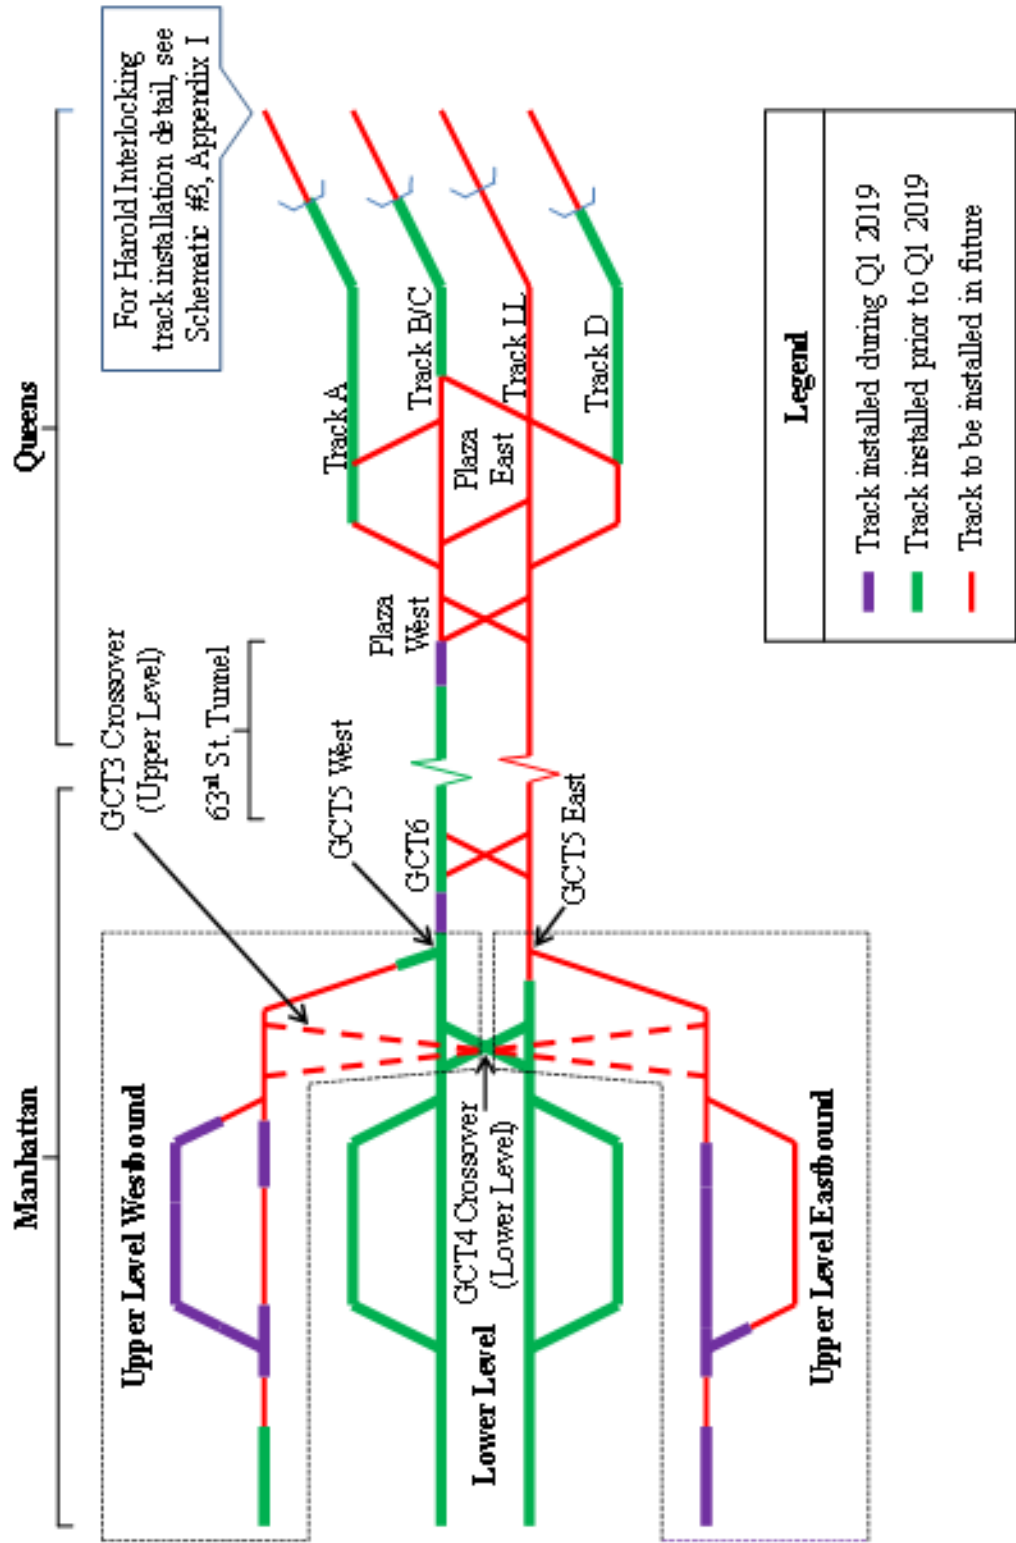 Manhattan
Queens
For Harold Interlocking
track installation detail, see
Schematic #3, Appendix 1
GCT3 Crossover
(Upper Level)
63rd St. Tunnel
GCT5 West
GCT6
GCT5 East
Plaza
West
Plaza
East
Track A
Track B/C
Track LL
Track D
Upper Level Westbound
GCT4 Crossover
(Lower Level)
Lower Level
Upper Level Eastbound
Legend
Track installed during Q1 2019
Track installed prior to Q1 2019
Track to be installed in future